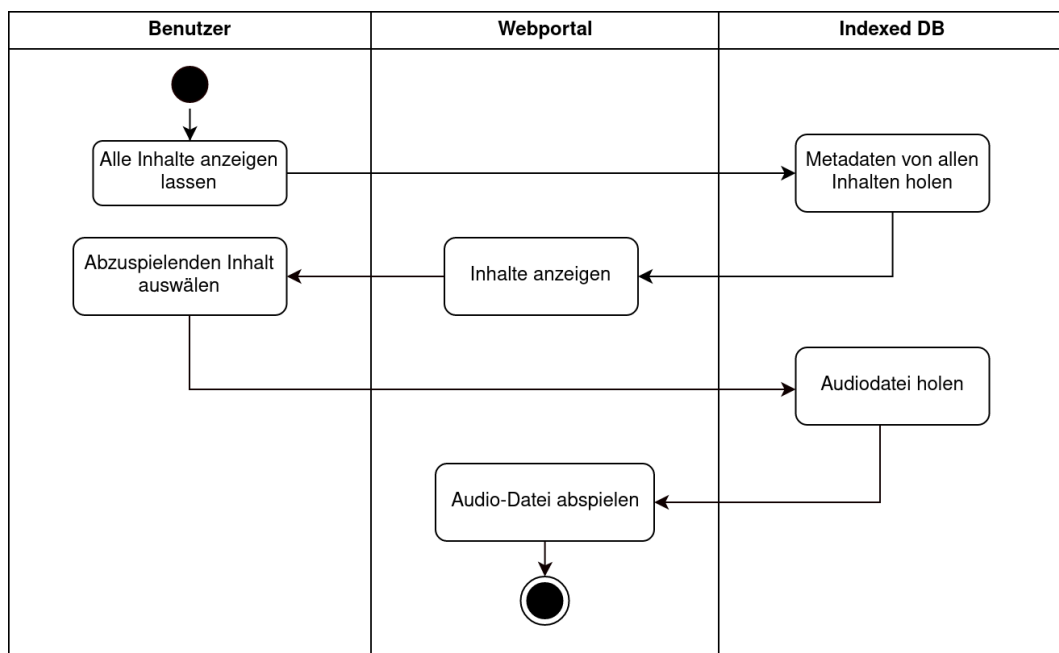 Benutzer
Webportal
Indexed DB
Alle Inhalte anzeigen
lassen
Metadaten von allen
Inhalten holen
Abzuspielenden Inhalt
auswälen
Inhalte anzeigen
Audiodatei holen
Audio-Datei abspielen